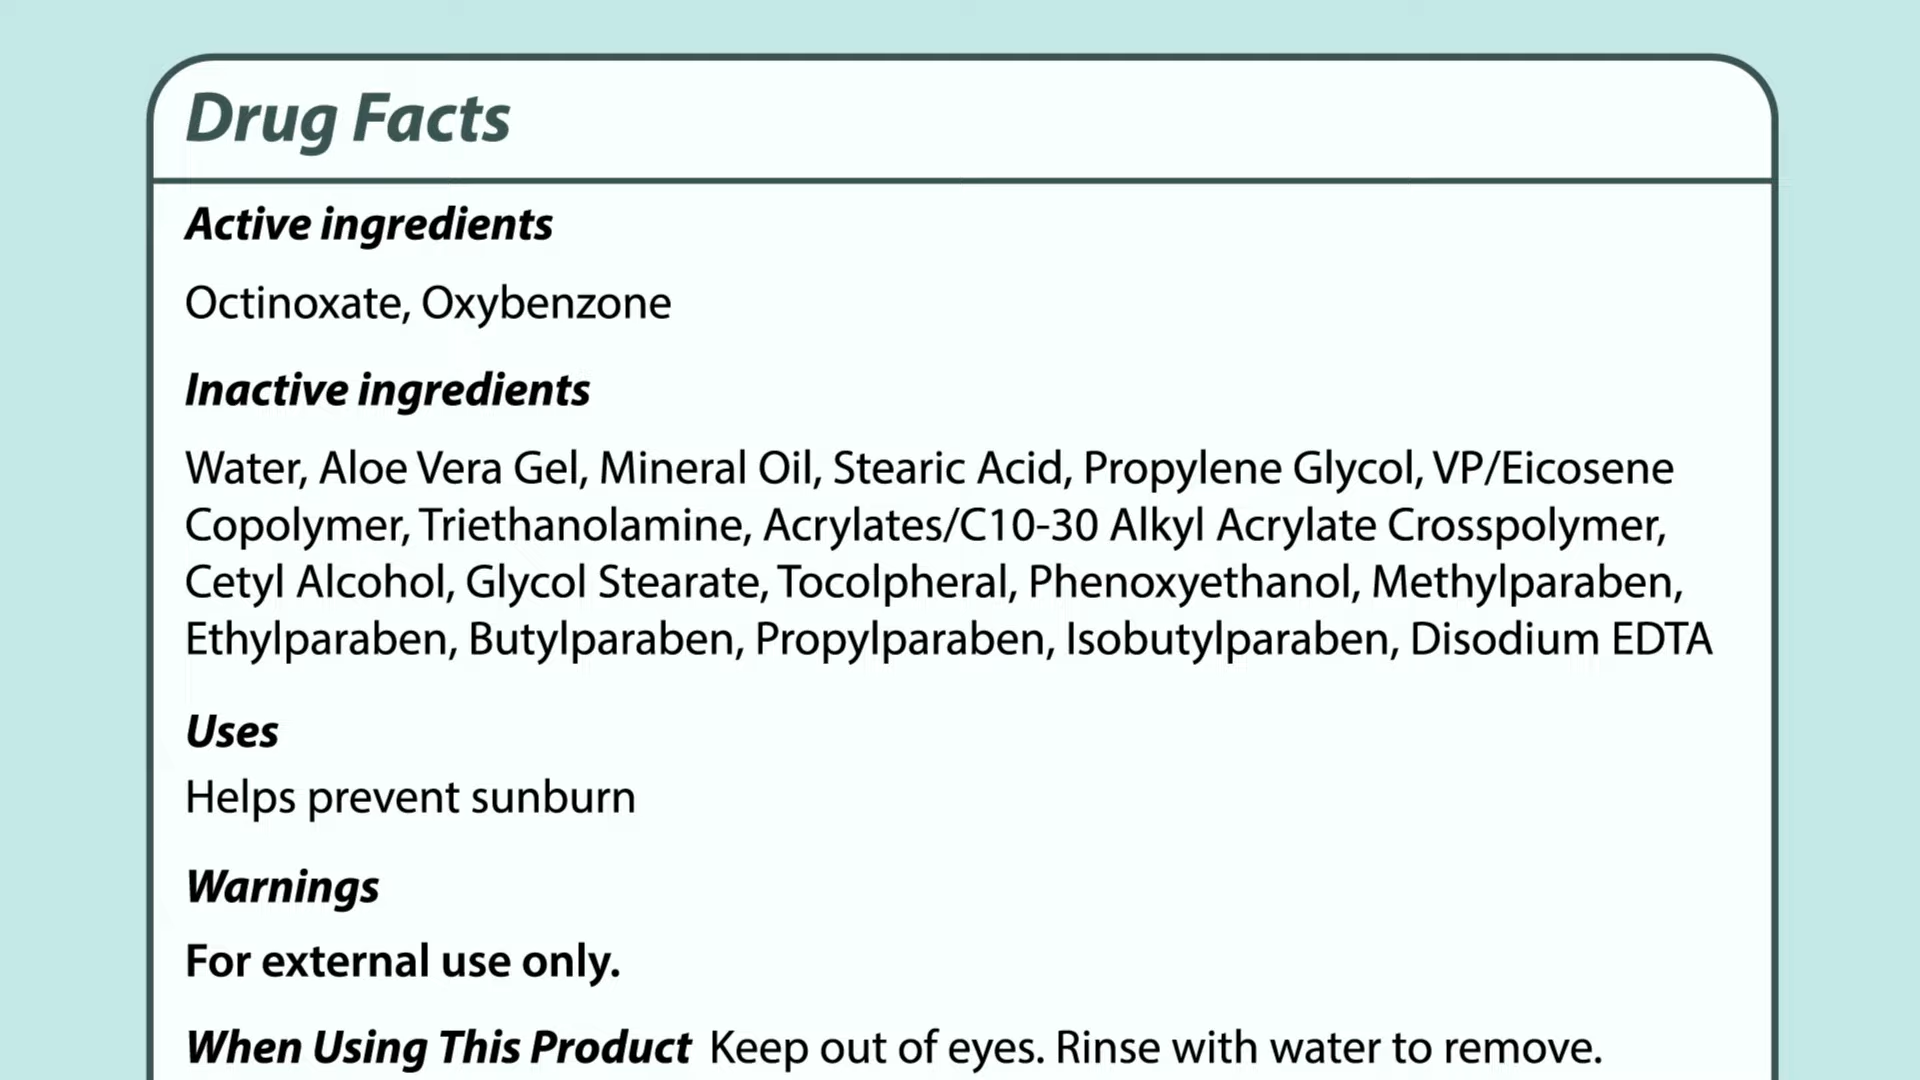 Drug Facts
Active ingredients
Octinoxate, Oxybenzone
Inactive ingredients
Water, Aloe Vera Gel, Mineral Oil, Stearic Acid, Propylene Glycol, VP/Eicosene
Copolymer, Triethanolamine, Acrylates/C10-30 Alkyl Acrylate Crosspolymer,
Cetyl Alcohol, Glycol Stearate, Tocolpheral, Phenoxyethanol, Methylparaben,
Ethylparaben, Butylparaben, Propylparaben, Isobutylparaben, Disodium EDTA
Uses
Helps prevent sunburn
Warnings
For external use only.
When Using This Product Keep out of eyes. Rinse with water to remove.